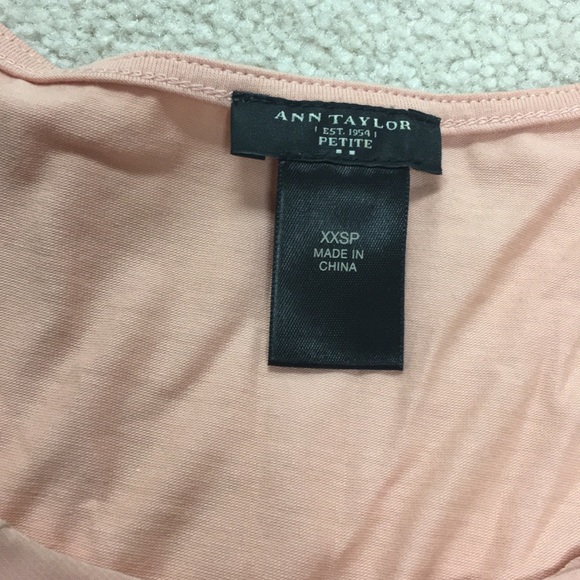 ANN TAYLOR
| EST. 1954 |
PETITE
XXSP
MADE IN
CHINA